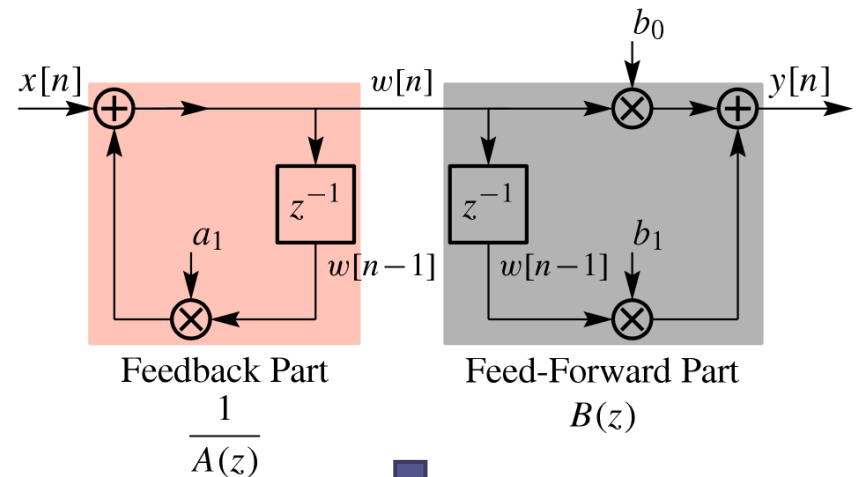 b₀
x[n] w[n] y[n]
z⁻¹ z⁻¹
a₁ b₁
w[n−1] w[n−1]
Feedback Part Feed-Forward Part
1 B(z)
A(z)